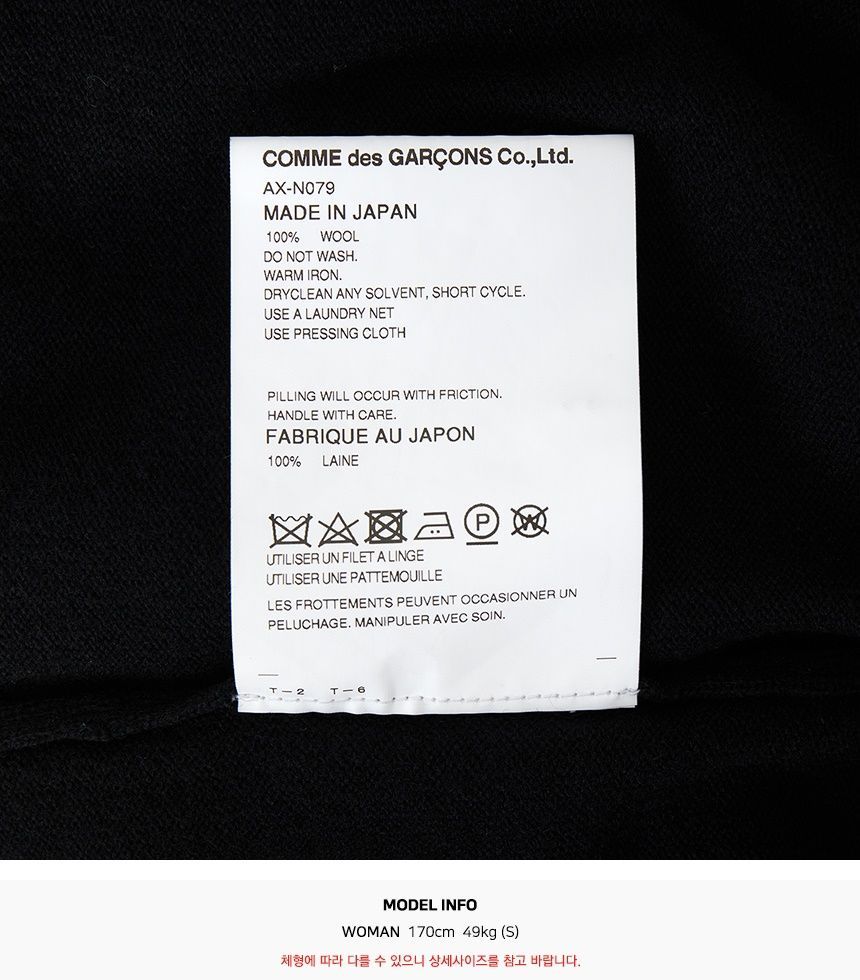 COMME des GARÇONS Co.,Ltd.
AX-N079
MADE IN JAPAN
100% WOOL
DO NOT WASH.
WARM IRON.
DRYCLEAN ANY SOLVENT, SHORT CYCLE.
USE A LAUNDRY NET
USE PRESSING CLOTH
PILLING WILL OCCUR WITH FRICTION.
HANDLE WITH CARE.
FABRIQUE AU JAPON
100% LAINE
P W
UTILISER UN FILET A LINGE
UTILISER UNE PATTEMOUILLE
LES FROTTEMENTS PEUVENT OCCASIONNER UN
PELUCHAGE. MANIPULER AVEC SOIN.
T-2 T-6
MODEL INFO
WOMAN 170cm 49kg (S)
체형에 따라 다를 수 있으니 상세사이즈를 참고 바랍니다.